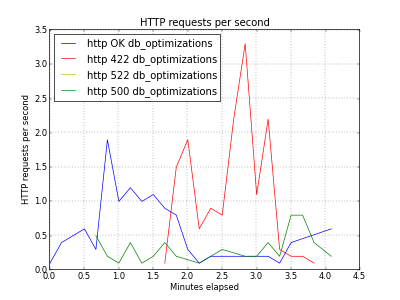 HTTP requests per second
3.5
3.0
2.5
2.0
1.5
1.0
0.5
0.0
HTTP requests per second
http OK db_optimizations
http 422 db_optimizations
http 522 db_optimizations
http 500 db_optimizations
0.0 0.5 1.0 1.5 2.0 2.5 3.0 3.5 4.0 4.5
Minutes elapsed